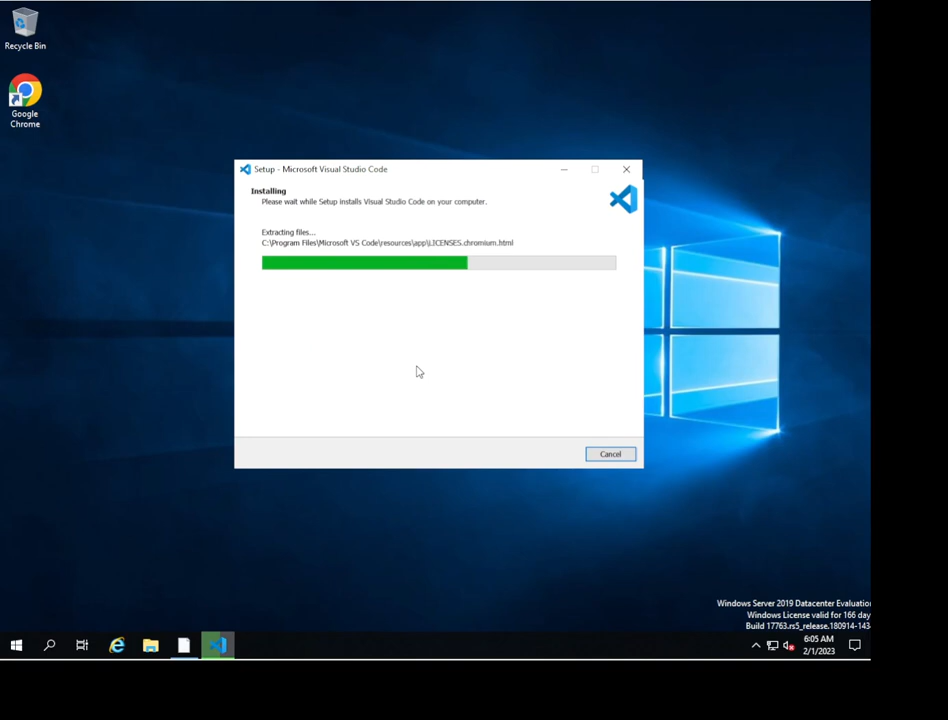 Recycle Bin
Google
Chrome
Setup - Microsoft Visual Studio Code
Installing
Please wait while Setup installs Visual Studio Code on your computer.
Extracting files...
C:\Program Files\Microsoft VS Code\resources\app\LICENSES.chromium.html
Cancel
Windows Server 2019 Datacenter Evaluation
Windows License valid for 166 day
Build 17763.rs5_release.180914-143
6:05 AM
2/1/2023